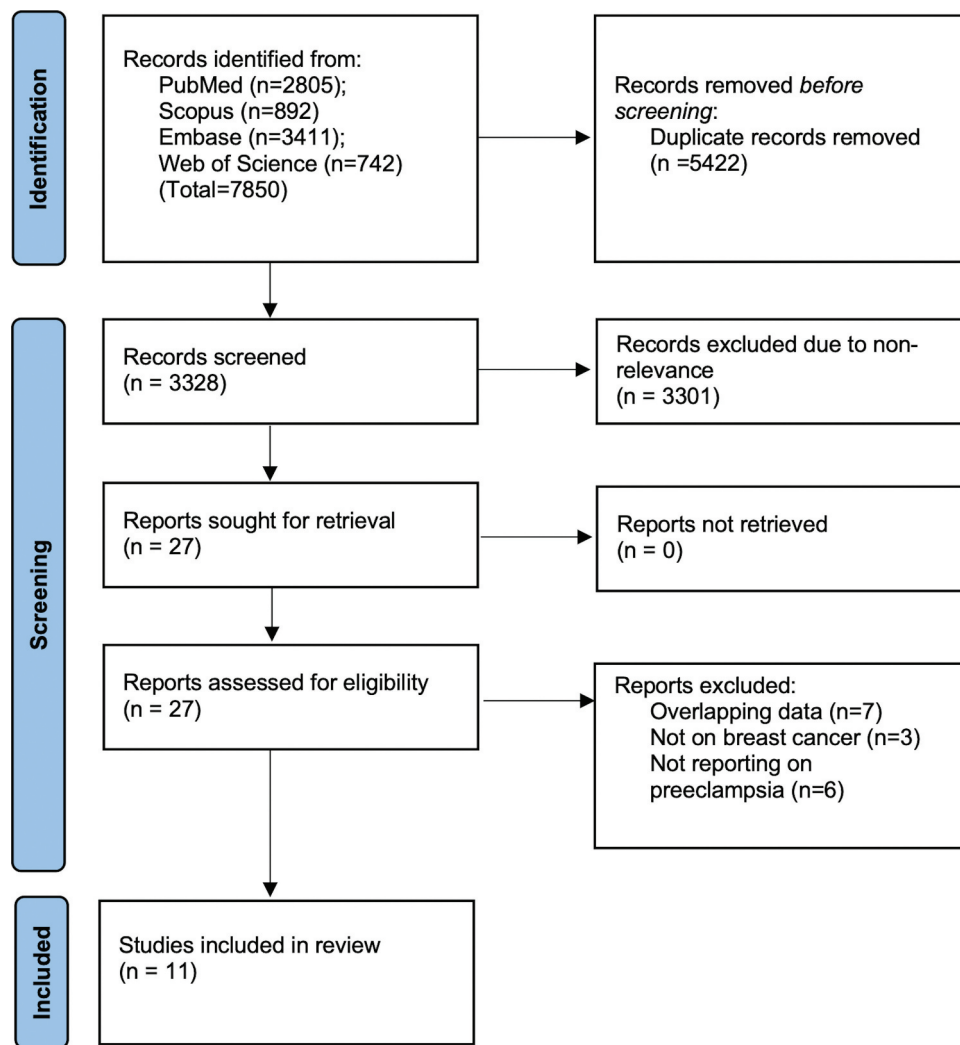 Identification
Records identified from:
PubMed (n=2805);
Scopus (n=892)
Embase (n=3411);
Web of Science (n=742)
(Total=7850)
Records removed before
screening:
Duplicate records removed
(n =5422)
Screening
Records screened
(n = 3328)
Records excluded due to non-
relevance
(n = 3301)
Reports sought for retrieval
(n = 27)
Reports not retrieved
(n = 0)
Reports assessed for eligibility
(n = 27)
Reports excluded:
Overlapping data (n=7)
Not on breast cancer (n=3)
Not reporting on
preeclampsia (n=6)
Included
Studies included in review
(n = 11)